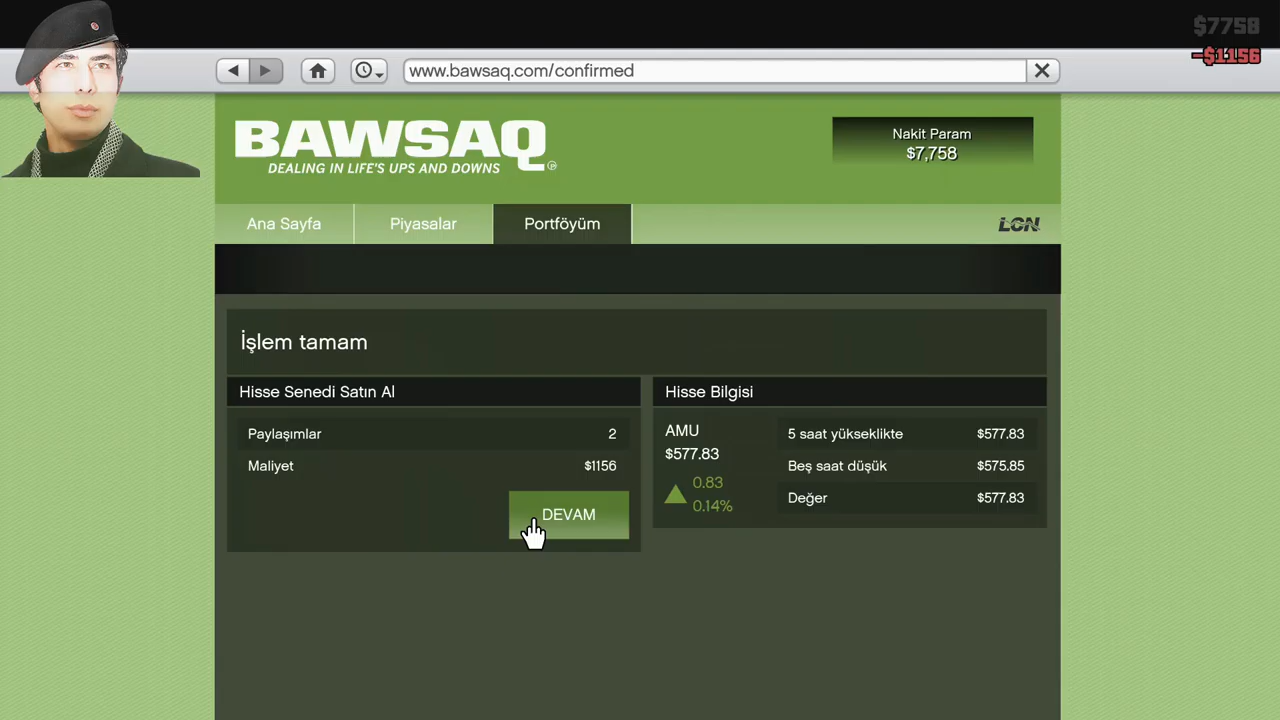 $7758
-$1156
www.bawsaq.com/confirmed
BAWSAQ
DEALING IN LIFE'S UPS AND DOWNS
Nakit Param
$7,758
Ana Sayfa
Piyasalar
Portföyüm
LCN
İşlem tamam
Hisse Senedi Satın Al
Paylaşımlar 2
Maliyet $1156
DEVAM
Hisse Bilgisi
AMU
$577.83
0.83
0.14%
5 saat yükseklikte $577.83
Beş saat düşük $575.85
Değer $577.83